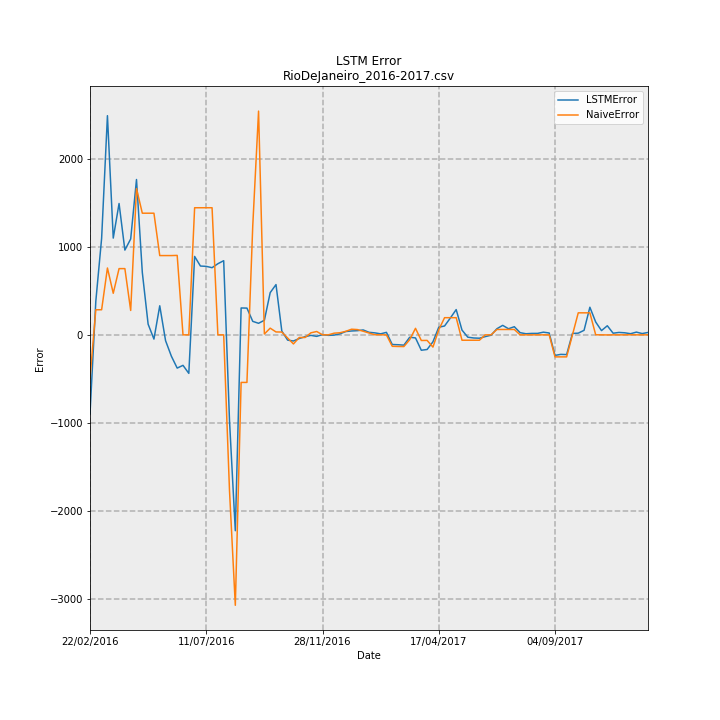 LSTM Error
RioDeJaneiro_2016-2017.csv
LSTMError
NaiveError
2000
1000
0
−1000
−2000
−3000
Error
22/02/2016
11/07/2016
28/11/2016
17/04/2017
04/09/2017
Date